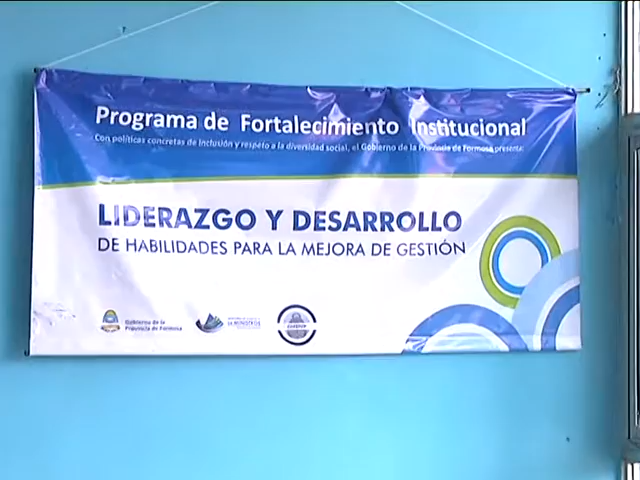 Programa de Fortalecimiento Institucional
Con políticas concretas de inclusión y respeto a la diversidad social, el Gobierno de la Provincia de Formosa presenta:
LIDERAZGO Y DESARROLLO
DE HABILIDADES PARA LA MEJORA DE GESTIÓN
Gobierno de la
Provincia de Formosa